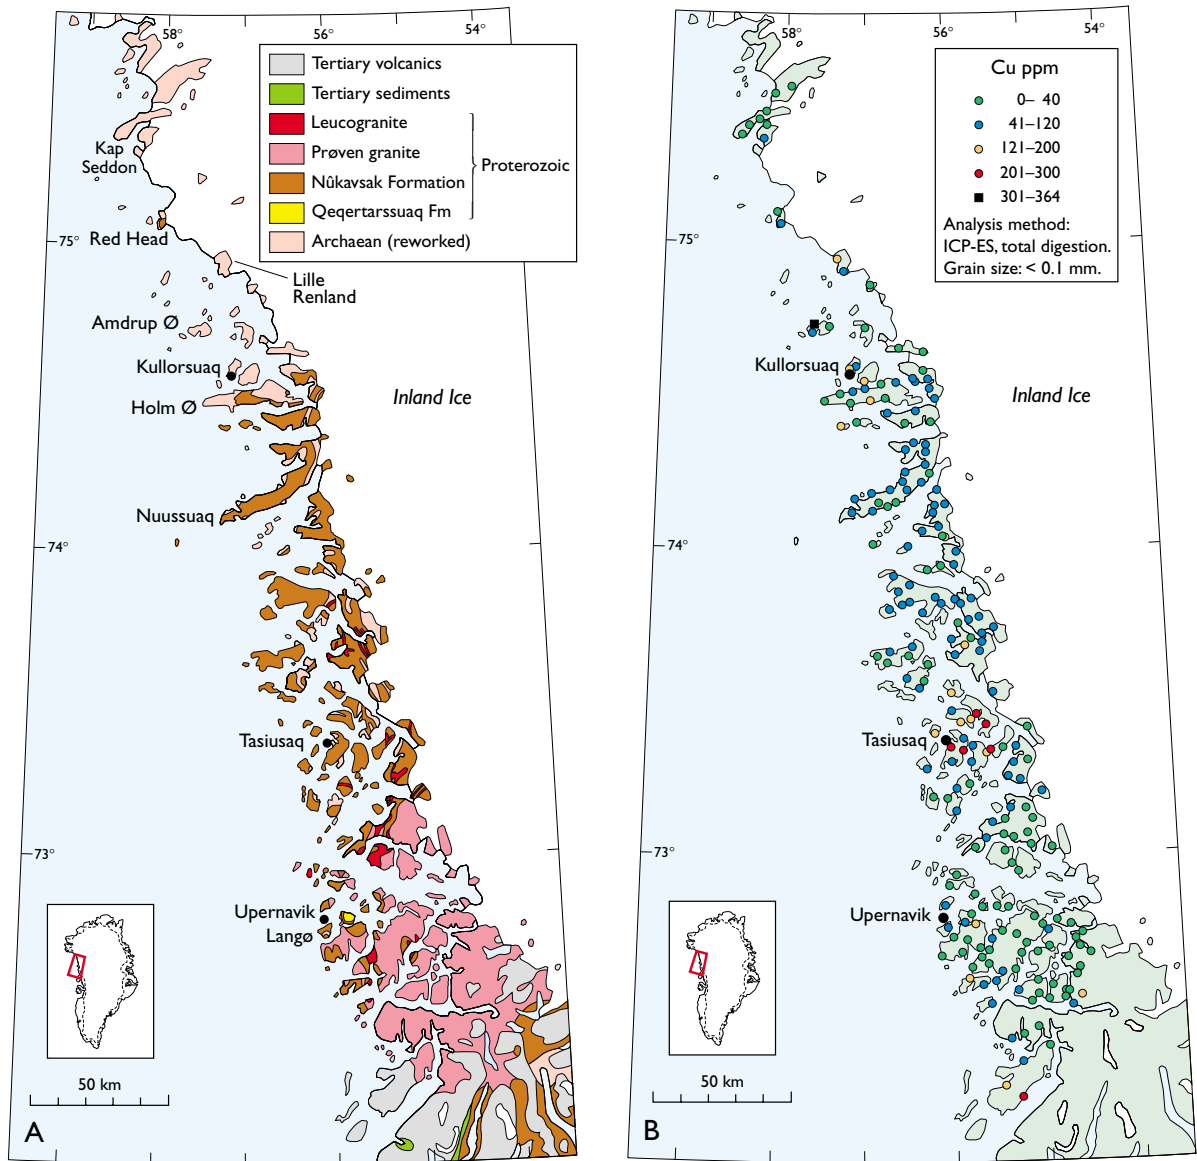 58°
56°
54°
Tertiary volcanics
Tertiary sediments
Leucogranite
Prøven granite
Nûkavsak Formation
Qeqertarssuaq Fm
Archaean (reworked)
Proterozoic
Kap
Seddon
75°
Red Head
Lille
Renland
Amdrup Ø
Kullorsuaq
Holm Ø
Inland Ice
Nuussuaq
74°
Tasiusaq
73°
Upernavik
Langø
50 km
A
58°
56°
54°
Cu ppm
0– 40
41–120
121–200
201–300
301–364
Analysis method:
ICP-ES, total digestion.
Grain size: < 0.1 mm.
75°
Kullorsuaq
Inland Ice
74°
Tasiusaq
73°
Upernavik
50 km
B